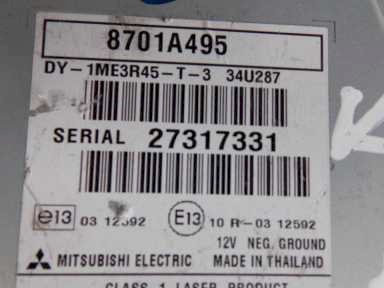 8701A495
DY-1ME3R45-T-3 34U287
SERIAL 27317331
e13 03 12592 E13 10 R-03 12592
12V NEG. GROUND
MITSUBISHI ELECTRIC MADE IN THAILAND
CLASS 1 LASER PRODUCT